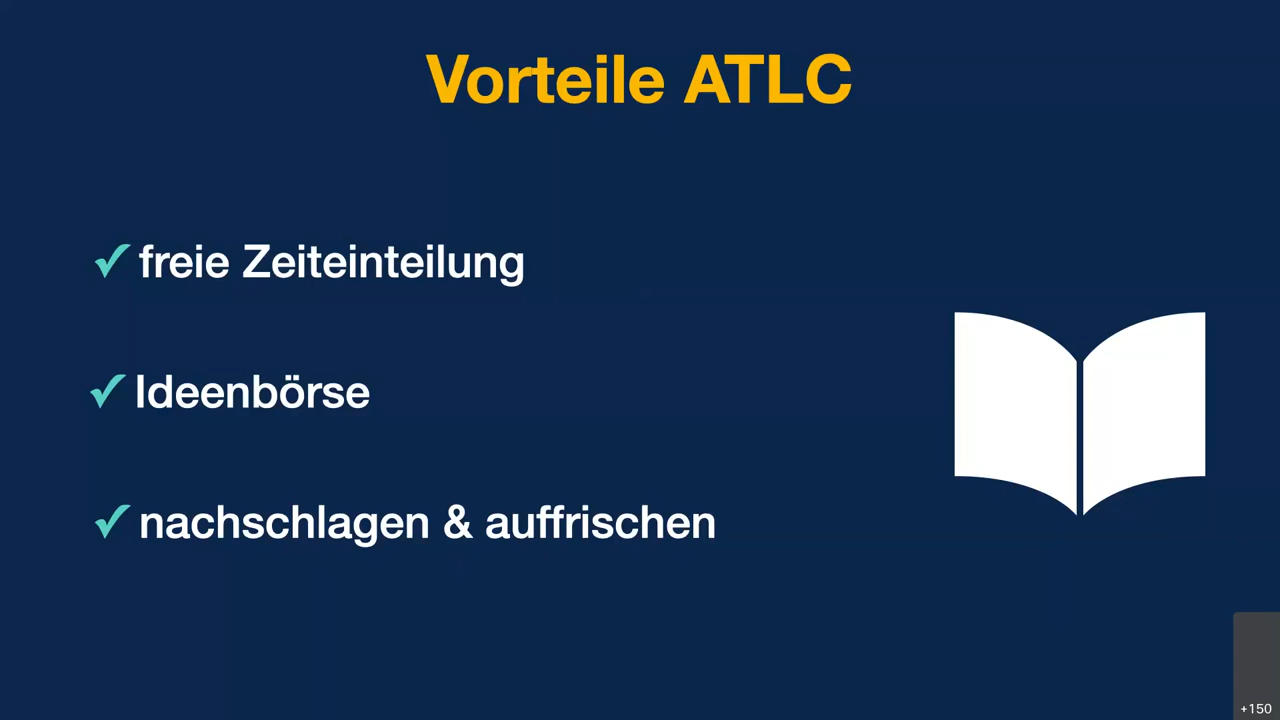 Vorteile ATLC
✓ freie Zeiteinteilung
✓ Ideenbörse
✓ nachschlagen & auffrischen
+150